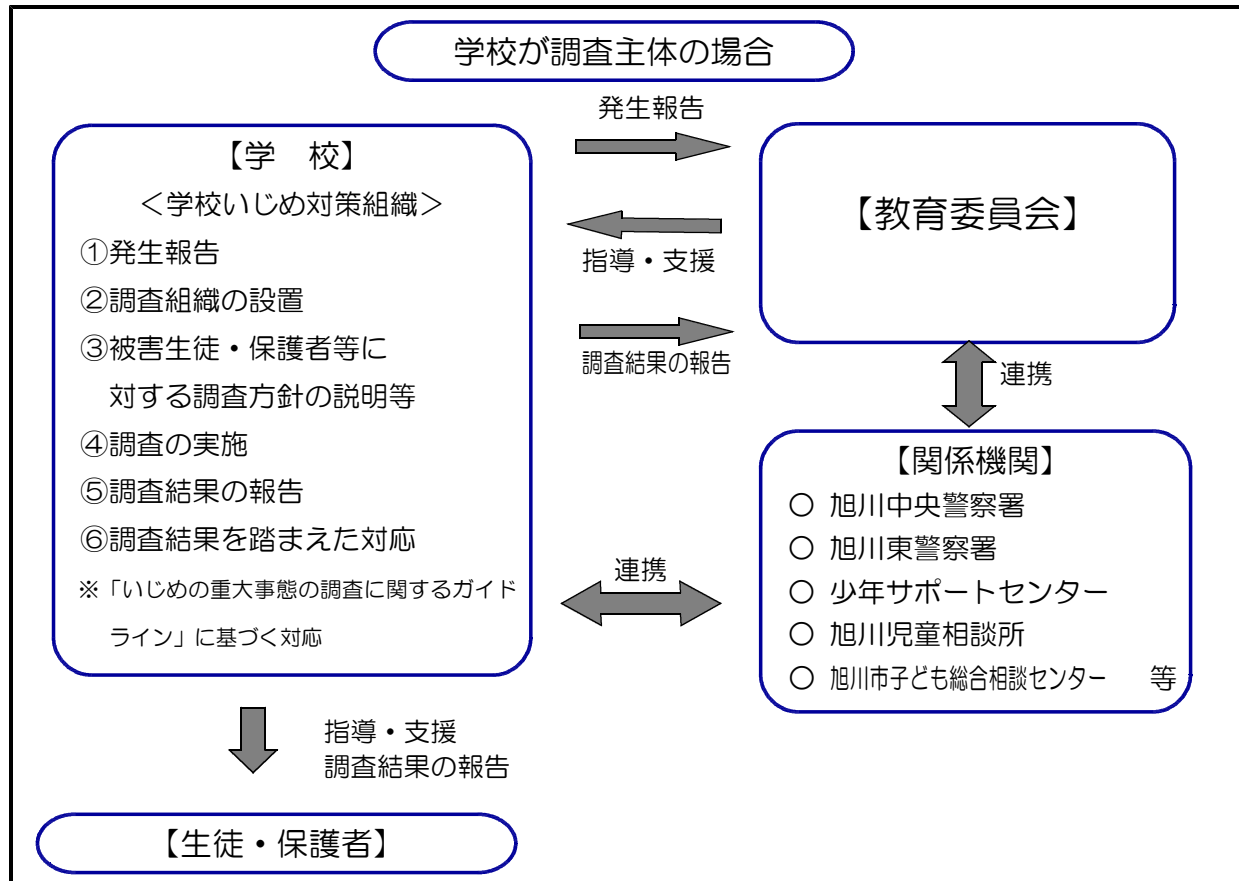 学校が調査主体の場合
発生報告
【学　校】
＜学校いじめ対策組織＞
①発生報告
②調査組織の設置
③被害生徒・保護者等に
対する調査方針の説明等
④調査の実施
⑤調査結果の報告
⑥調査結果を踏まえた対応
※「いじめの重大事態の調査に関するガイド
ライン」に基づく対応
指導・支援
調査結果の報告
【教育委員会】
連携
連携
【関係機関】
○ 旭川中央警察署
○ 旭川東警察署
○ 少年サポートセンター
○ 旭川児童相談所
○ 旭川市子ども総合相談センター　等
指導・支援
調査結果の報告
【生徒・保護者】